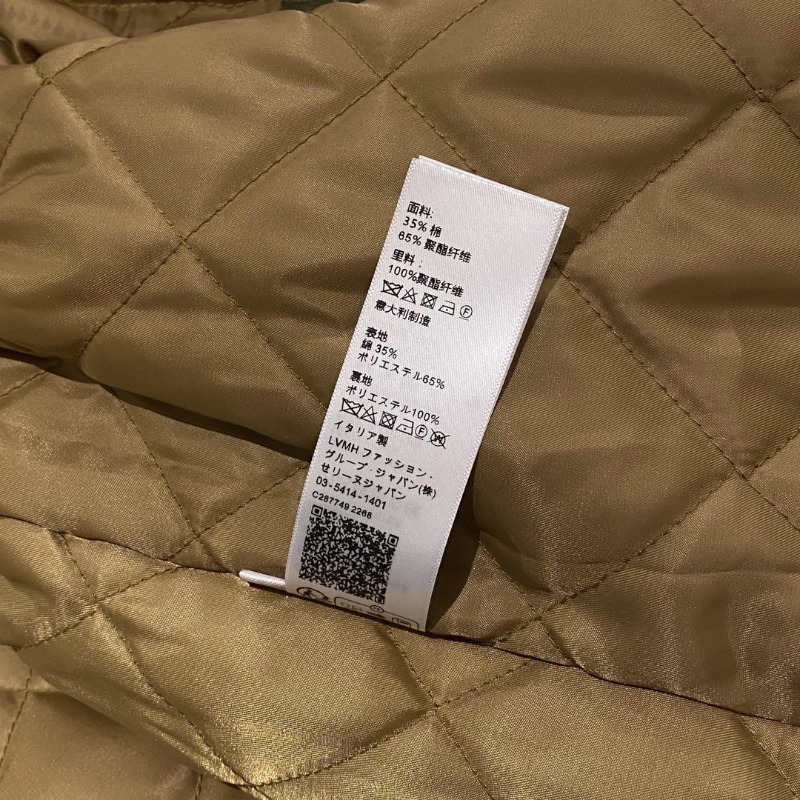 面料:
35% 棉
65% 聚酯纤维
里料:
100%聚酯纤维
F
意大利制造
表地
綿 35%
ポリエステル65%
裏地
ポリエステル100%
F W
イタリア製
LVMH ファッション・
グループ・ジャパン(株)
セリーヌジャパン
03-5414-1401
C287749 2268